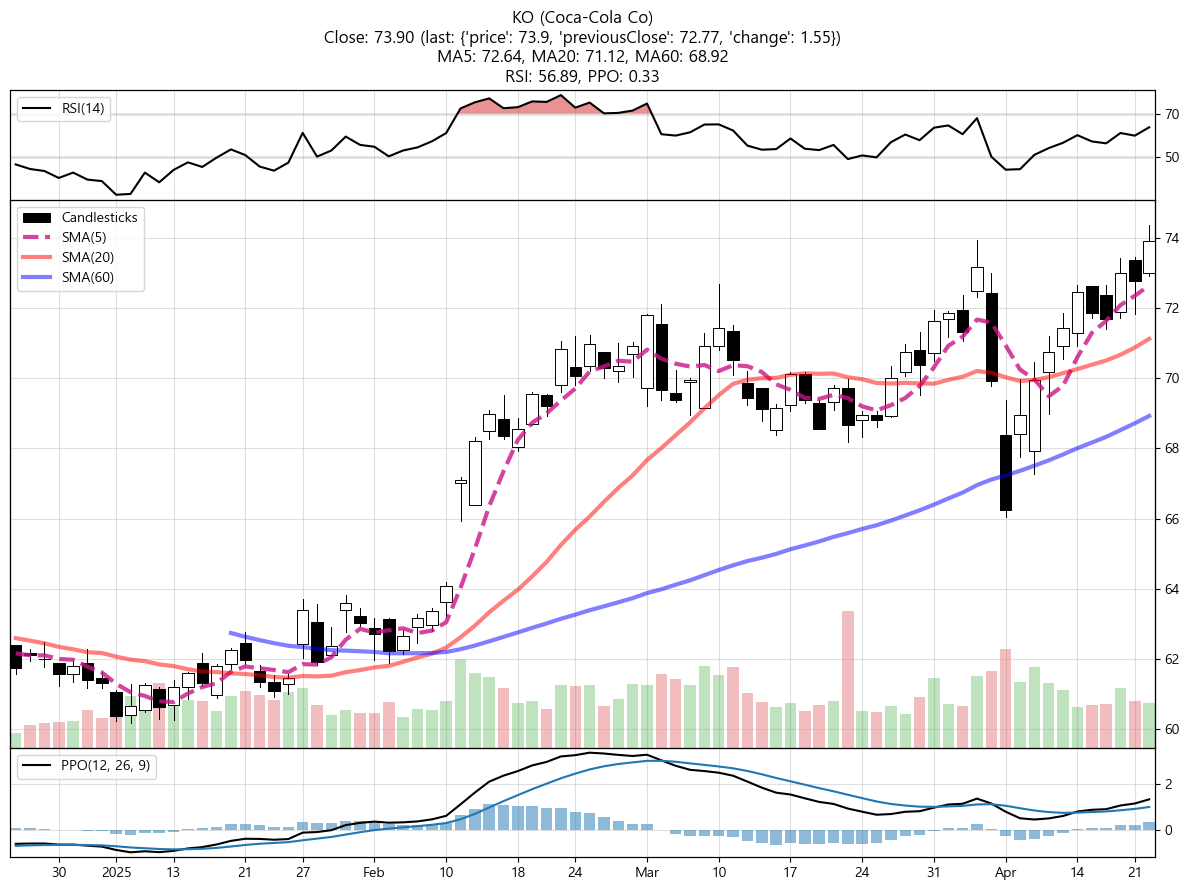 KO (Coca-Cola Co)
Close: 73.90 (last: {'price': 73.9, 'previousClose': 72.77, 'change': 1.55})
MA5: 72.64, MA20: 71.12, MA60: 68.92
RSI: 56.89, PPO: 0.33
RSI(14)
70
50
Candlesticks
SMA(5)
SMA(20)
SMA(60)
74
72
70
68
66
64
62
60
PPO(12, 26, 9)
2
0
30 2025 13 21 27 Feb 10 18 24 Mar 10 17 24 31 Apr 14 21